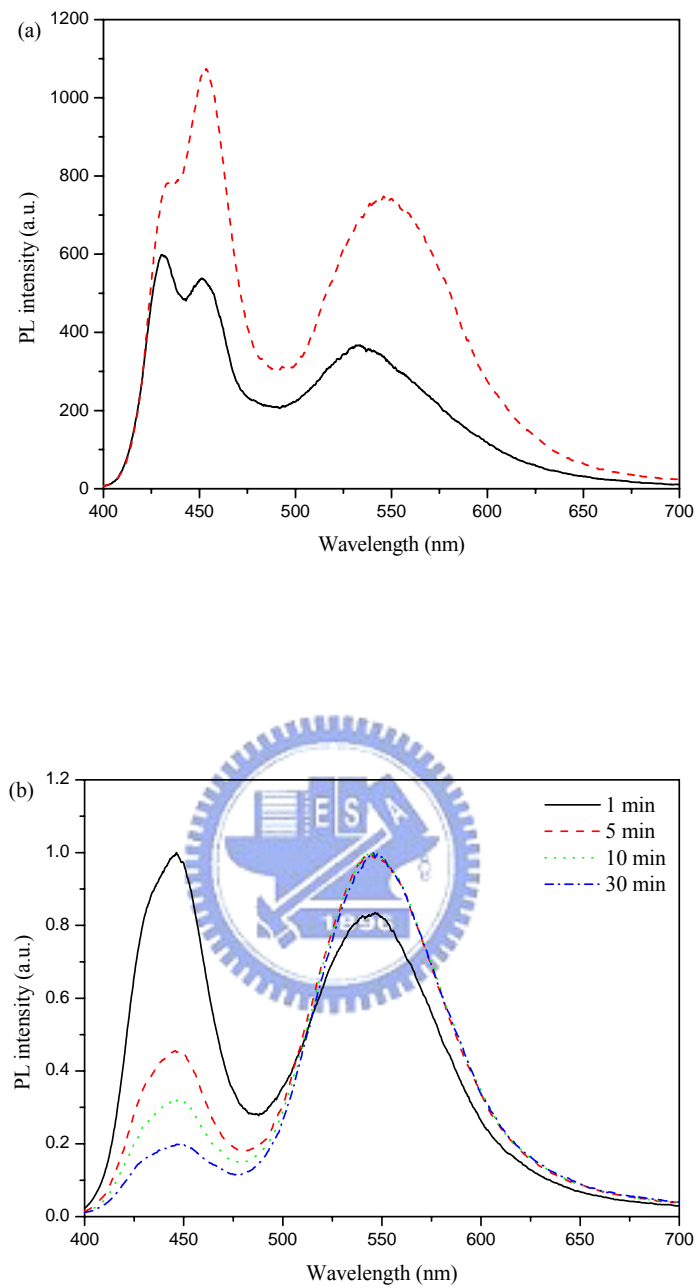 (a)
1200
1000
800
600
400
200
0
PL intensity (a.u.)
400 450 500 550 600 650 700
Wavelength (nm)
(b)
1.2
1.0
0.8
0.6
0.4
0.2
0.0
PL intensity (a.u.)
1 min
5 min
10 min
30 min
E S A
1896
400 450 500 550 600 650 700
Wavelength (nm)